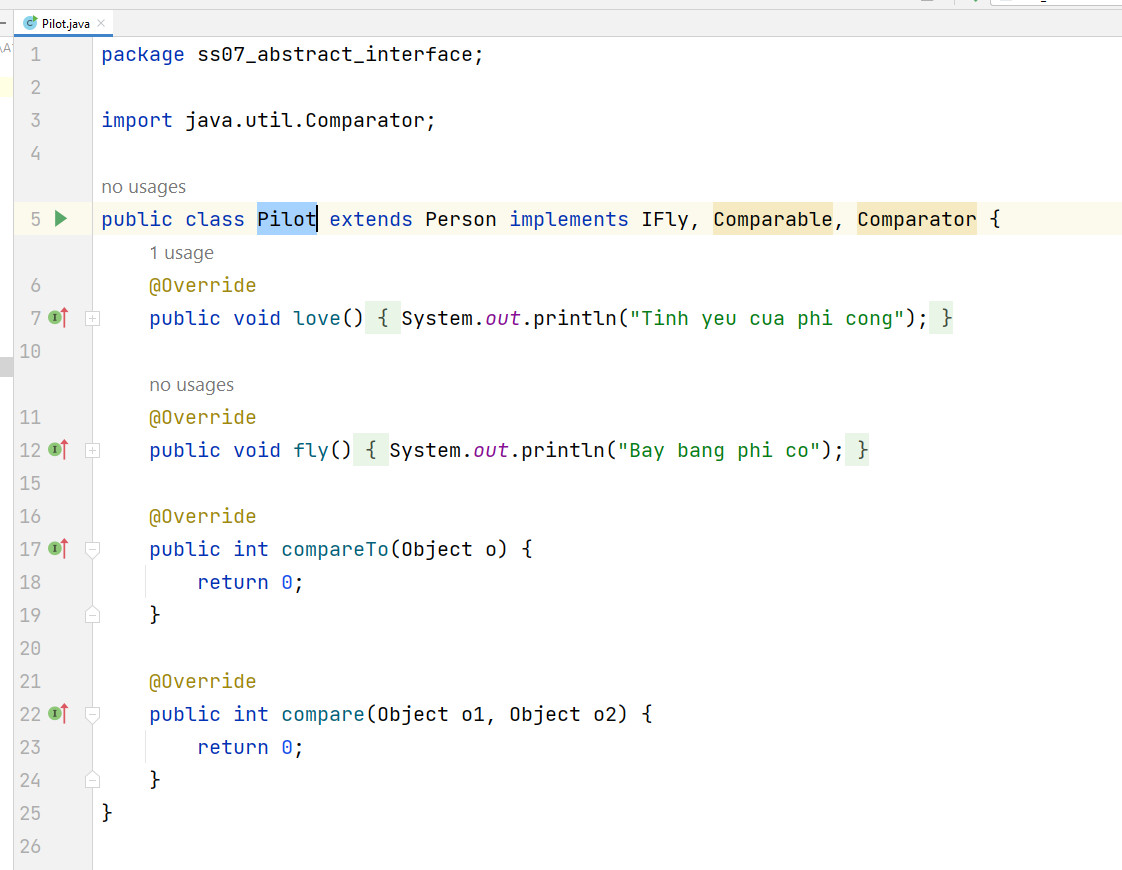 Pilot.java
1 package ss07_abstract_interface;
2
3 import java.util.Comparator;
4
no usages
5 public class Pilot extends Person implements IFly, Comparable, Comparator {
1 usage
6 @Override
7 public void love() { System.out.println("Tinh yeu cua phi cong"); }
10
no usages
11 @Override
12 public void fly() { System.out.println("Bay bang phi co"); }
15
16 @Override
17 public int compareTo(Object o) {
18 return 0;
19 }
20
21 @Override
22 public int compare(Object o1, Object o2) {
23 return 0;
24 }
25 }
26